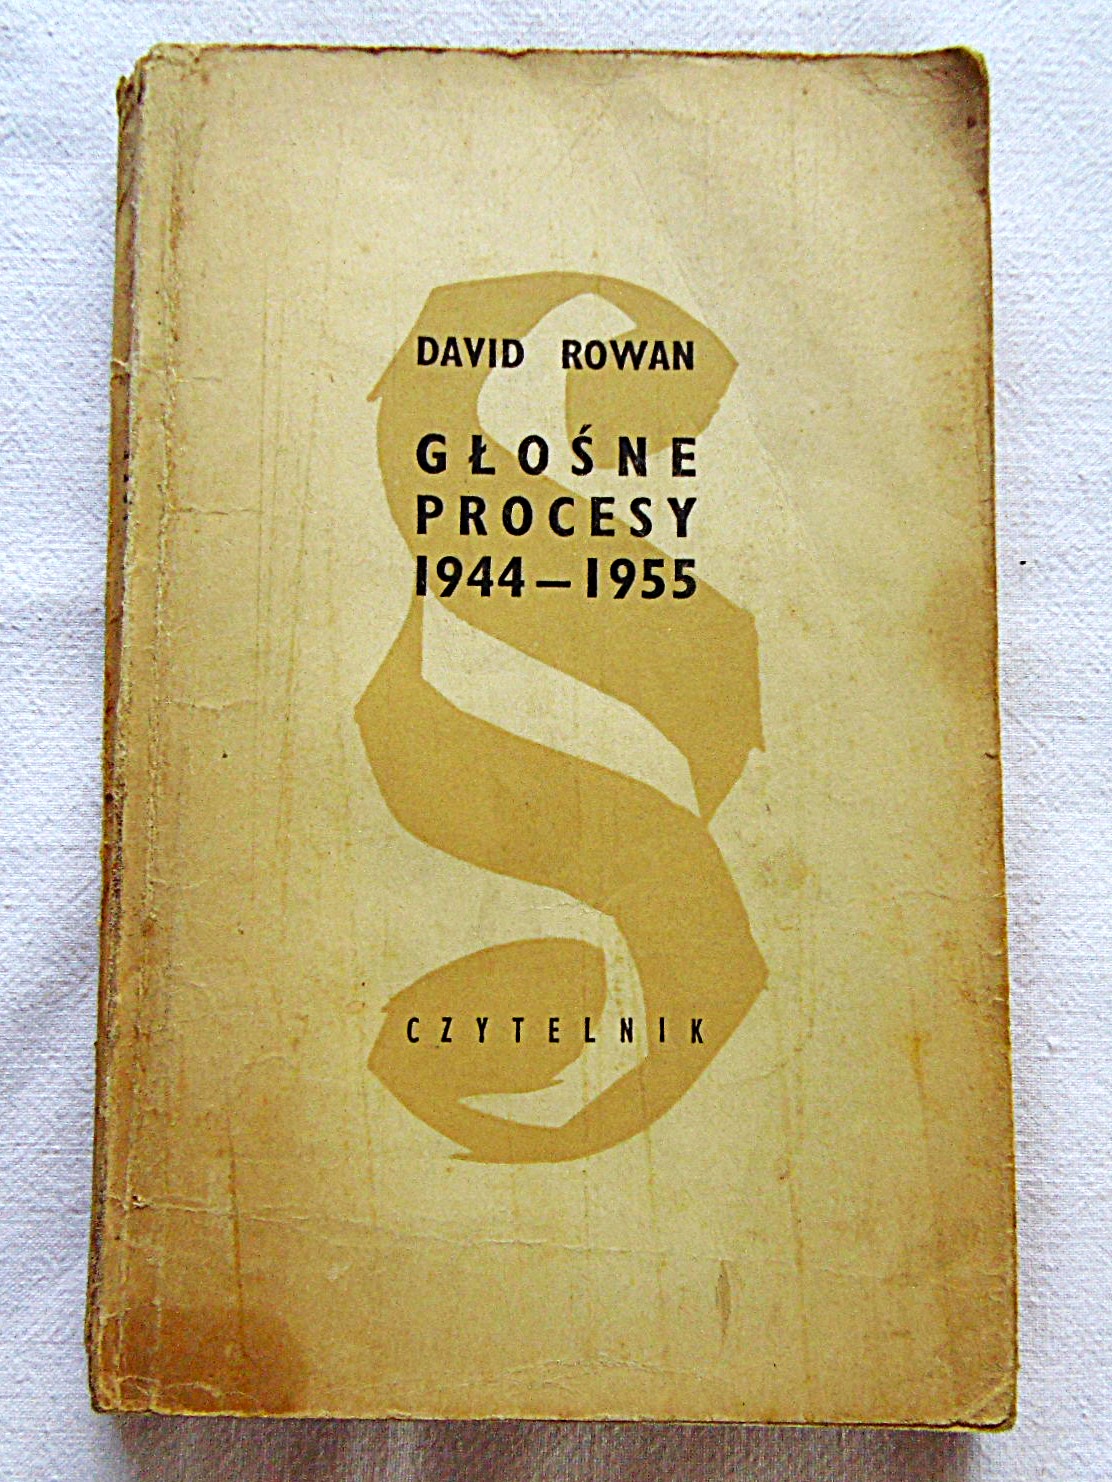 DAVID ROWAN
GŁOŚNE
PROCESY
1944—1955
CZYTELNIK